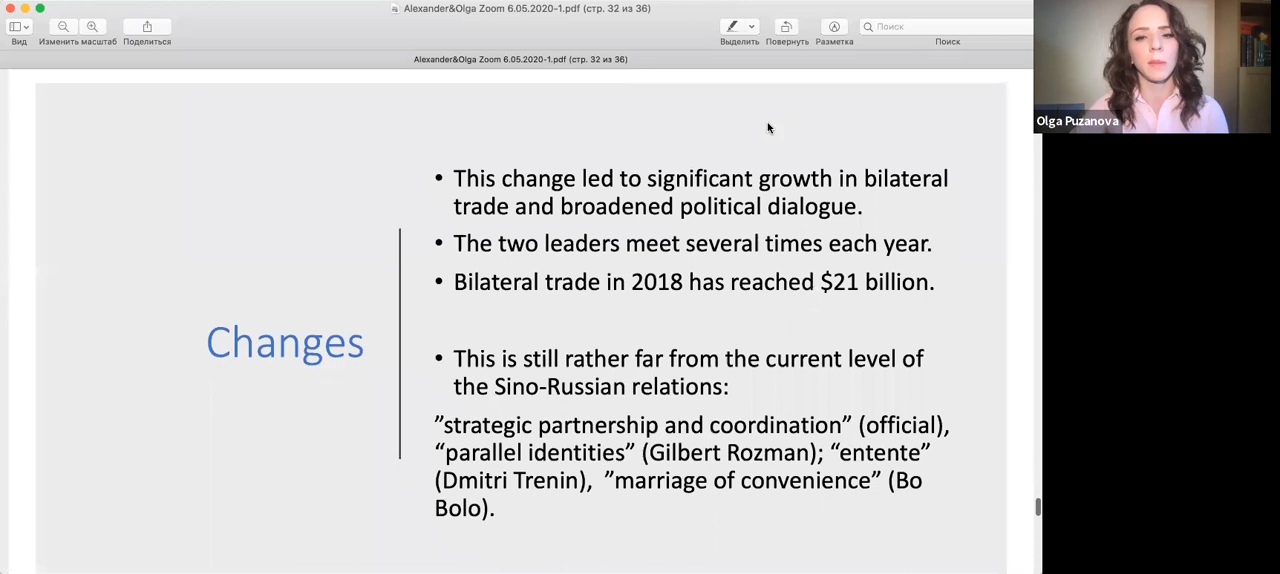 Alexander&Olga Zoom 6.05.2020-1.pdf (стр. 32 из 36)
Вид
Изменить масштаб
Поделиться
Выделить
Повернуть
Разметка
Поиск
Поиск
Alexander&Olga Zoom 6.05.2020-1.pdf (стр. 32 из 36)
Olga Puzanova
Changes
• This change led to significant growth in bilateral
trade and broadened political dialogue.
• The two leaders meet several times each year.
• Bilateral trade in 2018 has reached $21 billion.
• This is still rather far from the current level of
the Sino-Russian relations:
”strategic partnership and coordination” (official),
“parallel identities” (Gilbert Rozman); “entente”
(Dmitri Trenin), ”marriage of convenience” (Bo
Bolo).